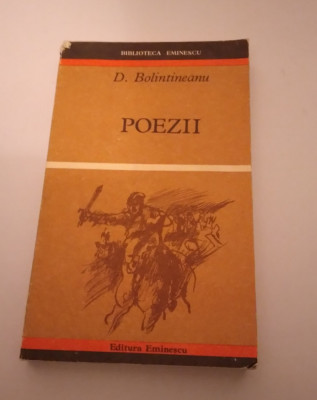 BIBLIOTECA EMINESCU
D. Bolintineanu
POEZII
Editura Eminescu